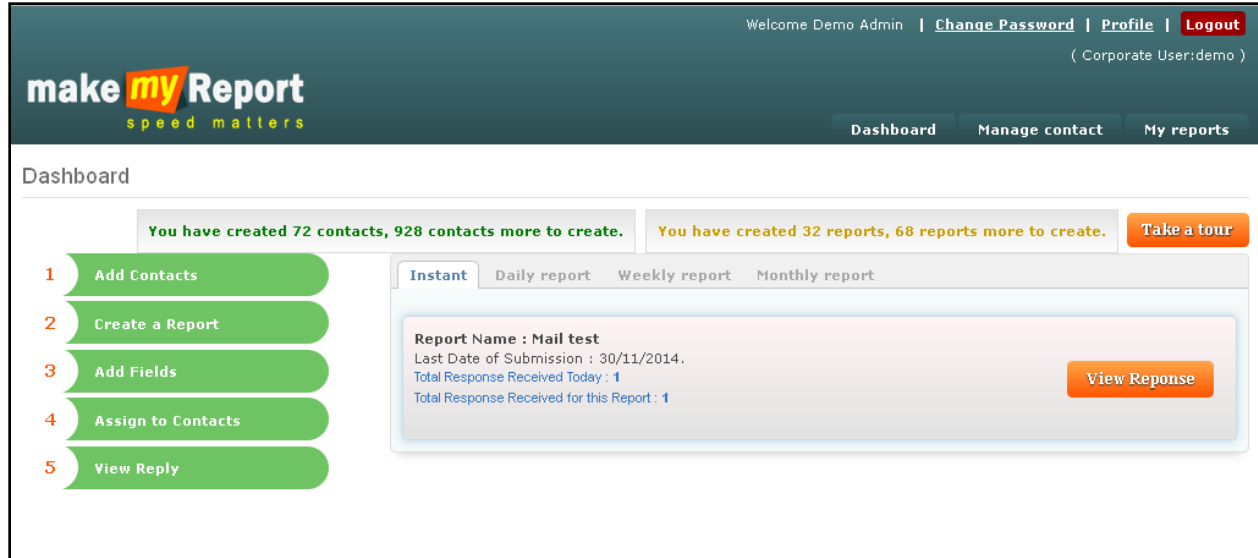 Welcome Demo Admin | Change Password | Profile | Logout
( Corporate User:demo )
make my Report
speed matters
Dashboard Manage contact My reports
Dashboard
You have created 72 contacts, 928 contacts more to create. You have created 32 reports, 68 reports more to create. Take a tour
1 Add Contacts
2 Create a Report
3 Add Fields
4 Assign to Contacts
5 View Reply
Instant Daily report Weekly report Monthly report
Report Name : Mail test
Last Date of Submission : 30/11/2014.
Total Response Received Today : 1
Total Response Received for this Report : 1
View Reponse